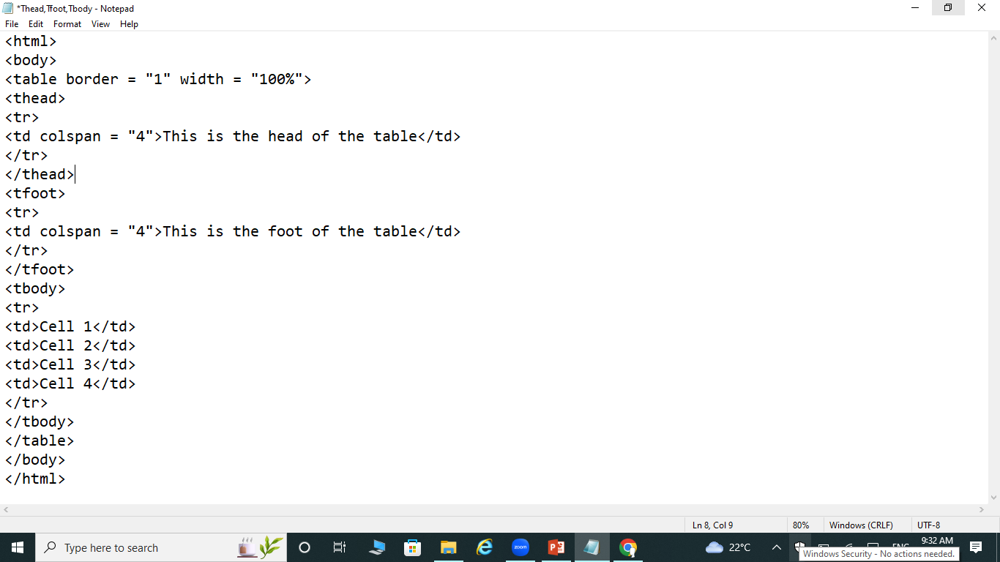 *Thead,Tfoot,Tbody - Notepad
File Edit Format View Help
<html>
<body>
<table border = "1" width = "100%">
<thead>
<tr>
<td colspan = "4">This is the head of the table</td>
</tr>
</thead>
<tfoot>
<tr>
<td colspan = "4">This is the foot of the table</td>
</tr>
</tfoot>
<tbody>
<tr>
<td>Cell 1</td>
<td>Cell 2</td>
<td>Cell 3</td>
<td>Cell 4</td>
</tr>
</tbody>
</table>
</body>
</html>
Ln 8, Col 9 80% Windows (CRLF) UTF-8
Type here to search zoom 22°C ENG 9:32 AM
Windows Security - No actions needed.